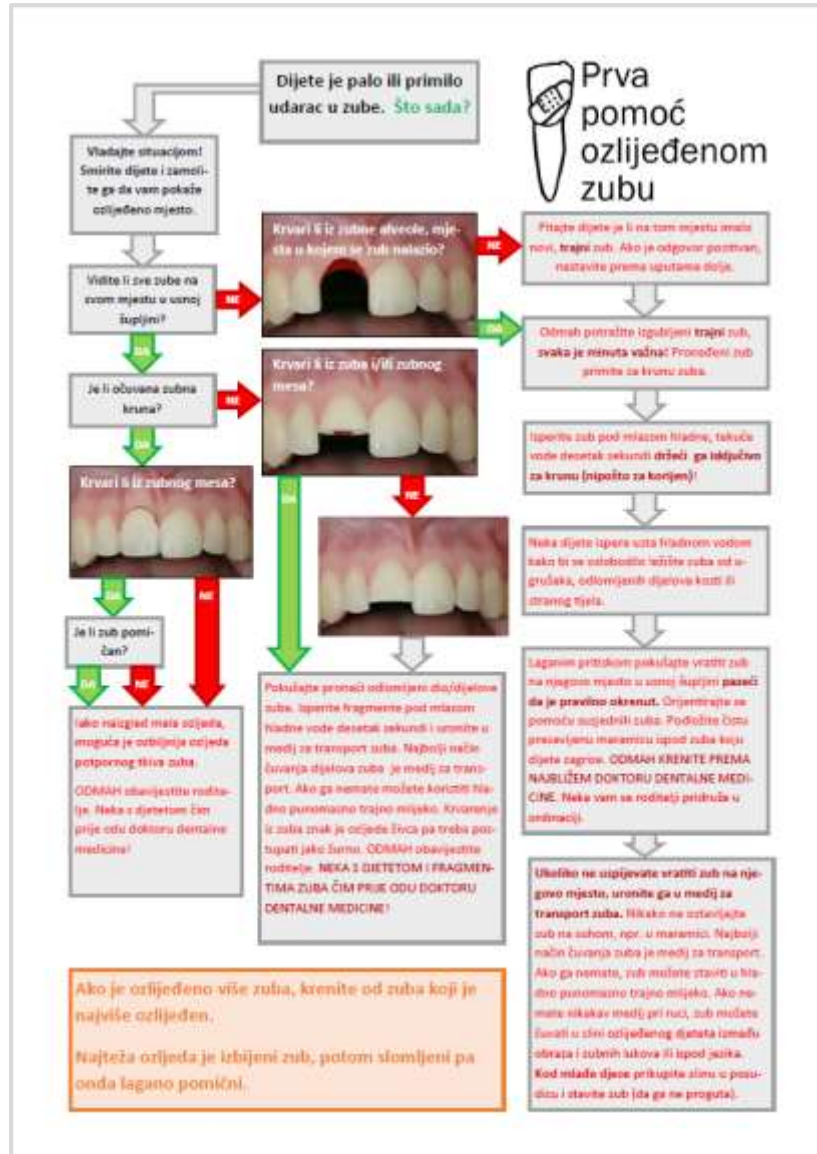 Dijete je palo ili primilo
udarac u zube. Što sada?
Prva
pomoć
ozlijeđenom
zubu
Vladajte situacijom!
Smirite dijete i zamoli-
te ga da vam pokaže
ozlijeđeno mjesto.
Vidite li sve zube na
svom mjestu u usnoj
šupljini?
NE
DA
Krvari li iz zubne alveole, mje-
sta u kojem se zub nalazio?
NE
DA
Pitajte dijete je li na tom mjestu imalo
novi, trajni zub. Ako je odgovor pozitivan,
nastavite prema uputama dolje.
Odmah potražite izgubljeni trajni zub,
svaka je minuta važna! Pronađeni zub
primite za krunu zuba.
Isperite zub pod mlazom hladne, tekuće
vode desetak sekundi držeći ga isključivo
za krunu (nipošto za korijen)!
Neka dijete ispere usta hladnom vodom
kako bi se oslobodilo ležište zuba od u-
grušaka, odlomljenih dijelova kosti ili
stranog tijela.
Laganim pritiskom pokušajte vratiti zub
na njegovo mjesto u usnoj šupljini pazeći
da je pravilno okrenut. Orijentirajte se
pomoću susjednih zuba. Podložite čistu
presavijenu maramicu ispod zuba koju
dijete zagrize. ODMAH KRENITE PREMA
NAJBLIŽEM DOKTORU DENTALNE MEDI-
CINE. Neka vam se roditelji pridruže u
ordinaciji.
Ukoliko ne uspijevate vratiti zub na nje-
govo mjesto, uronite ga u medij za
transport zuba. Nikako ne ostavljajte
zub na suhom, npr. u maramici. Najbolji
način čuvanja zuba je medij za transport.
Ako ga nemate, zub možete staviti u hla-
dno punomasno trajno mlijeko. Ako ne-
mate nikakav medij pri ruci, zub možete
čuvati u slini ozlijeđenog djeteta između
obraza i zubnih lukova ili ispod jezika.
Kod mlađe djece prikupite slinu u posu-
dicu i stavite zub (da ga ne proguta).
Je li očuvana zubna
kruna?
NE
DA
Krvari li iz zuba i/ili zubnog
mesa?
DA
NE
Krvari li iz zubnog mesa?
DA
NE
Je li zub pomi-
čan?
DA
NE
Iako naizgled mala ozljeda,
moguća je ozbiljnija ozljeda
potpornog tkiva zuba.
ODMAH obavijestite rodite-
lje. Neka s djetetom čim
prije odu doktoru dentalne
medicine!
Pokušajte pronaći odlomljeni dio/dijelove
zuba. Isperite fragmente pod mlazom
hladne vode desetak sekundi i uronite u
medij za transport zuba. Najbolji način
čuvanja dijelova zuba je medij za trans-
port. Ako ga nemate možete koristiti hla-
dno punomasno trajno mlijeko. Krvarenje
iz zuba znak je ozljede živca pa treba pos-
tupati jako žurno. ODMAH obavijestite
roditelje. NEKA S DJETETOM I FRAGMEN-
TIMA ZUBA ČIM PRIJE ODU DOKTORU
DENTALNE MEDICINE!
Ako je ozlijeđeno više zuba, krenite od zuba koji je
najviše ozlijeđen.
Najteža ozljeda je izbijeni zub, potom slomljeni pa
onda lagano pomični.